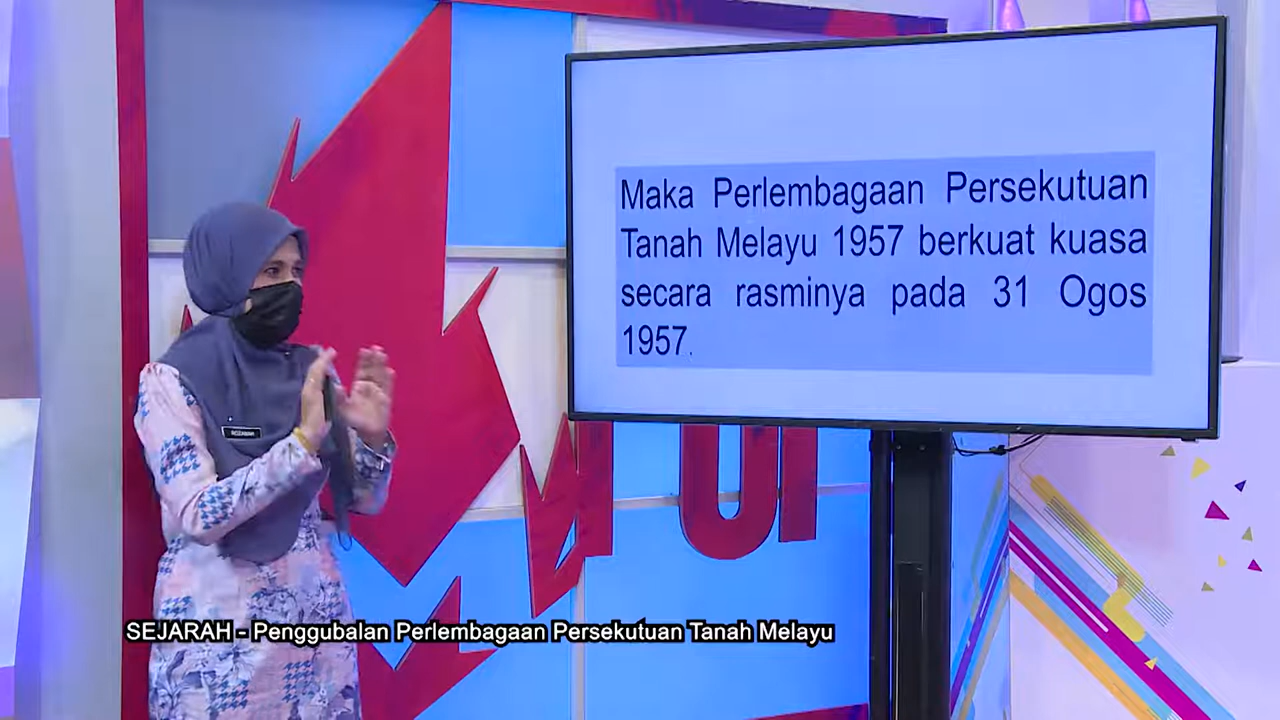 Maka Perlembagaan Persekutuan
Tanah Melayu 1957 berkuat kuasa
secara rasminya pada 31 Ogos
1957.
SEJARAH - Penggubalan Perlembagaan Persekutuan Tanah Melayu